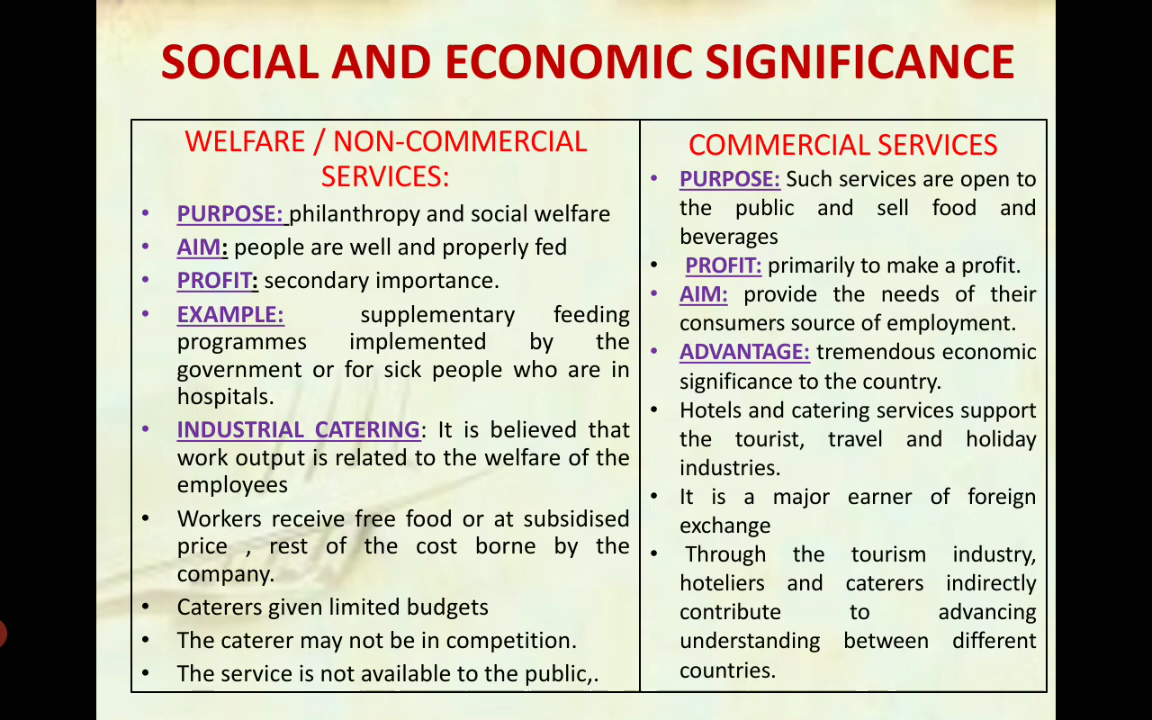 SOCIAL AND ECONOMIC SIGNIFICANCE
WELFARE / NON-COMMERCIAL
SERVICES:
• PURPOSE: philanthropy and social welfare
• AIM: people are well and properly fed
• PROFIT: secondary importance.
• EXAMPLE: supplementary feeding
programmes implemented by the
government or for sick people who are in
hospitals.
• INDUSTRIAL CATERING: It is believed that
work output is related to the welfare of the
employees
• Workers receive free food or at subsidised
price , rest of the cost borne by the
company.
• Caterers given limited budgets
• The caterer may not be in competition.
• The service is not available to the public,.
COMMERCIAL SERVICES
• PURPOSE: Such services are open to
the public and sell food and
beverages
• PROFIT: primarily to make a profit.
• AIM: provide the needs of their
consumers source of employment.
• ADVANTAGE: tremendous economic
significance to the country.
• Hotels and catering services support
the tourist, travel and holiday
industries.
• It is a major earner of foreign
exchange
• Through the tourism industry,
hoteliers and caterers indirectly
contribute to advancing
understanding between different
countries.